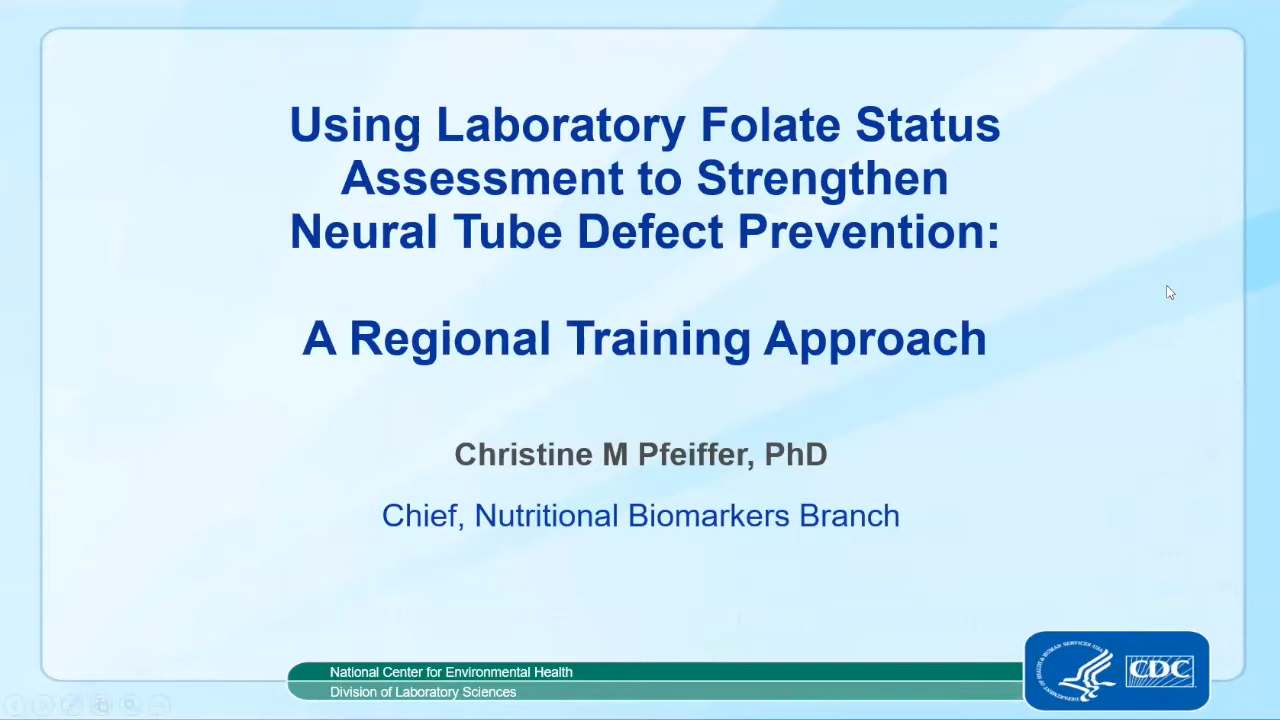 Using Laboratory Folate Status
Assessment to Strengthen
Neural Tube Defect Prevention:
A Regional Training Approach
Christine M Pfeiffer, PhD
Chief, Nutritional Biomarkers Branch
National Center for Environmental Health
Division of Laboratory Sciences
CDC